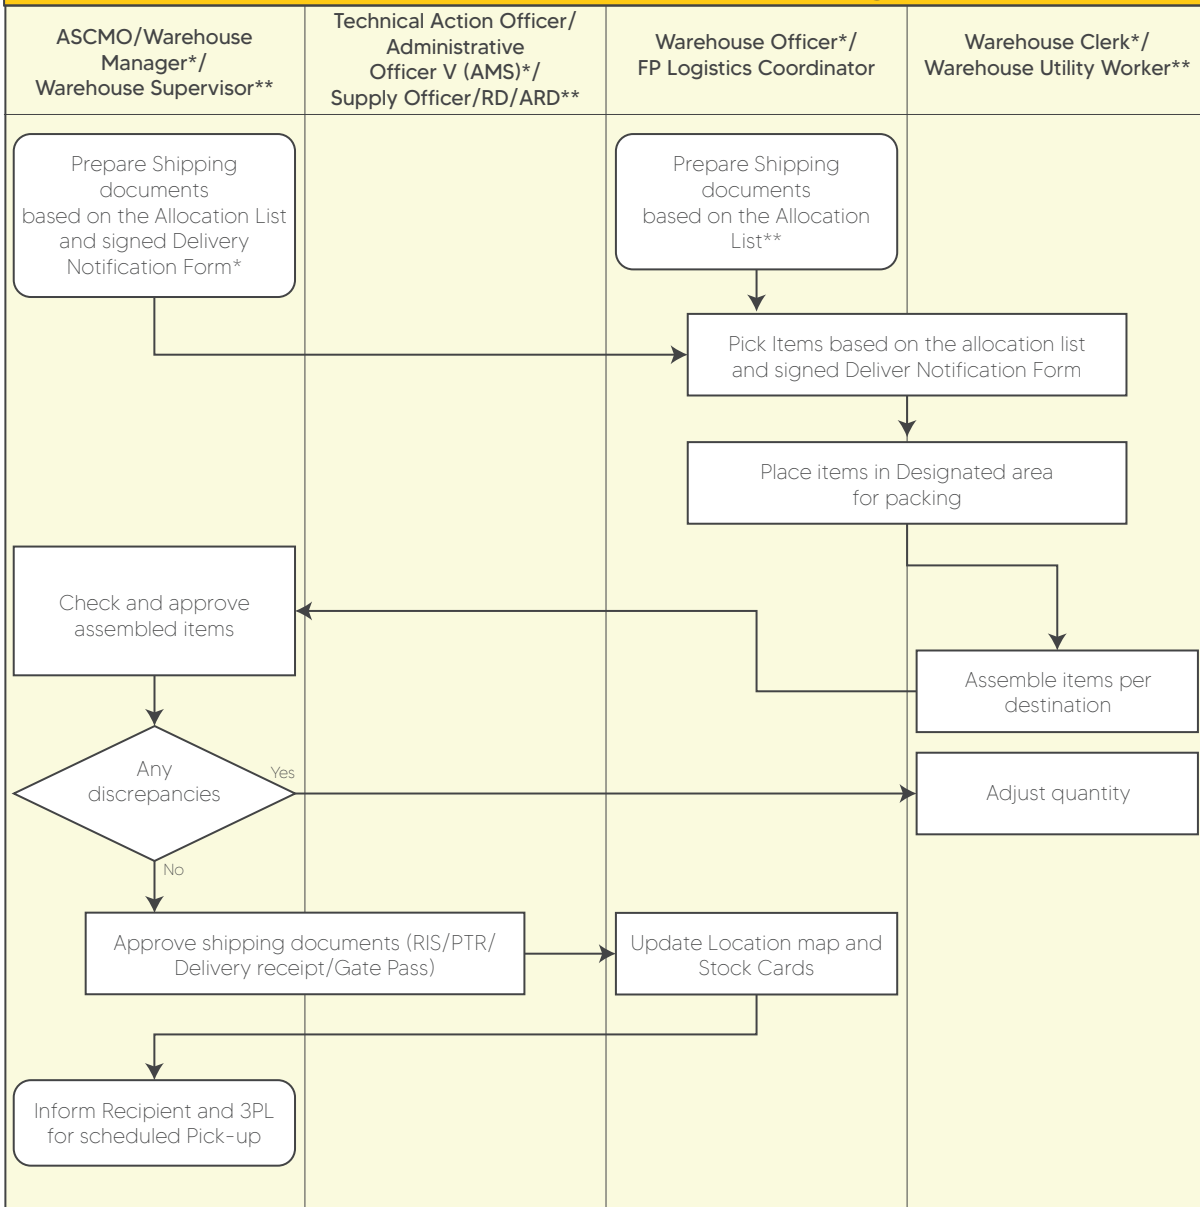 ASCMO/Warehouse
Manager*/
Warehouse Supervisor**
Technical Action Officer/
Administrative
Officer V (AMS)*/
Supply Officer/RD/ARD**
Warehouse Officer*/
FP Logistics Coordinator
Warehouse Clerk*/
Warehouse Utility Worker**
Prepare Shipping
documents
based on the Allocation List
and signed Delivery
Notification Form*
Prepare Shipping
documents
based on the Allocation
List**
Pick Items based on the allocation list
and signed Deliver Notification Form
Place items in Designated area
for packing
Check and approve
assembled items
Assemble items per
destination
Any
discrepancies
Yes
Adjust quantity
No
Approve shipping documents (RIS/PTR/
Delivery receipt/Gate Pass)
Update Location map and
Stock Cards
Inform Recipient and 3PL
for scheduled Pick-up